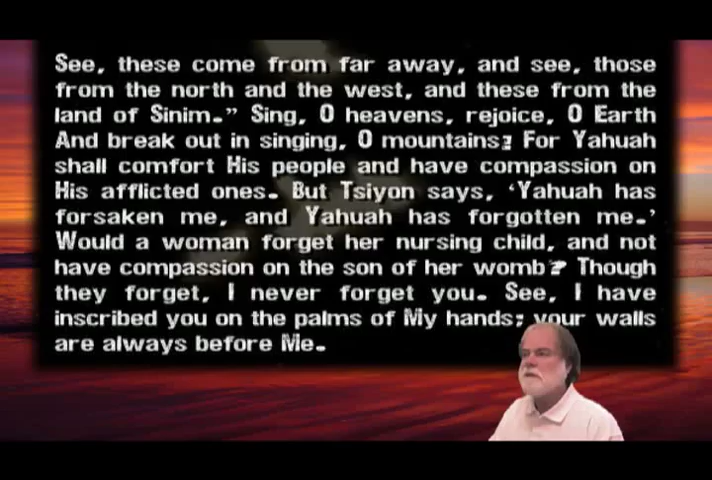 See, these come from far away, and see, those
from the north and the west, and these from the
land of Sinim.” Sing, O heavens, rejoice, O Earth
And break out in singing, O mountains! For Yahuah
shall comfort His people and have compassion on
His afflicted ones. But Tsiyon says, ‘Yahuah has
forsaken me, and Yahuah has forgotten me.’
Would a woman forget her nursing child, and not
have compassion on the son of her womb? Though
they forget, I never forget you. See, I have
inscribed you on the palms of My hands; your walls
are always before Me.